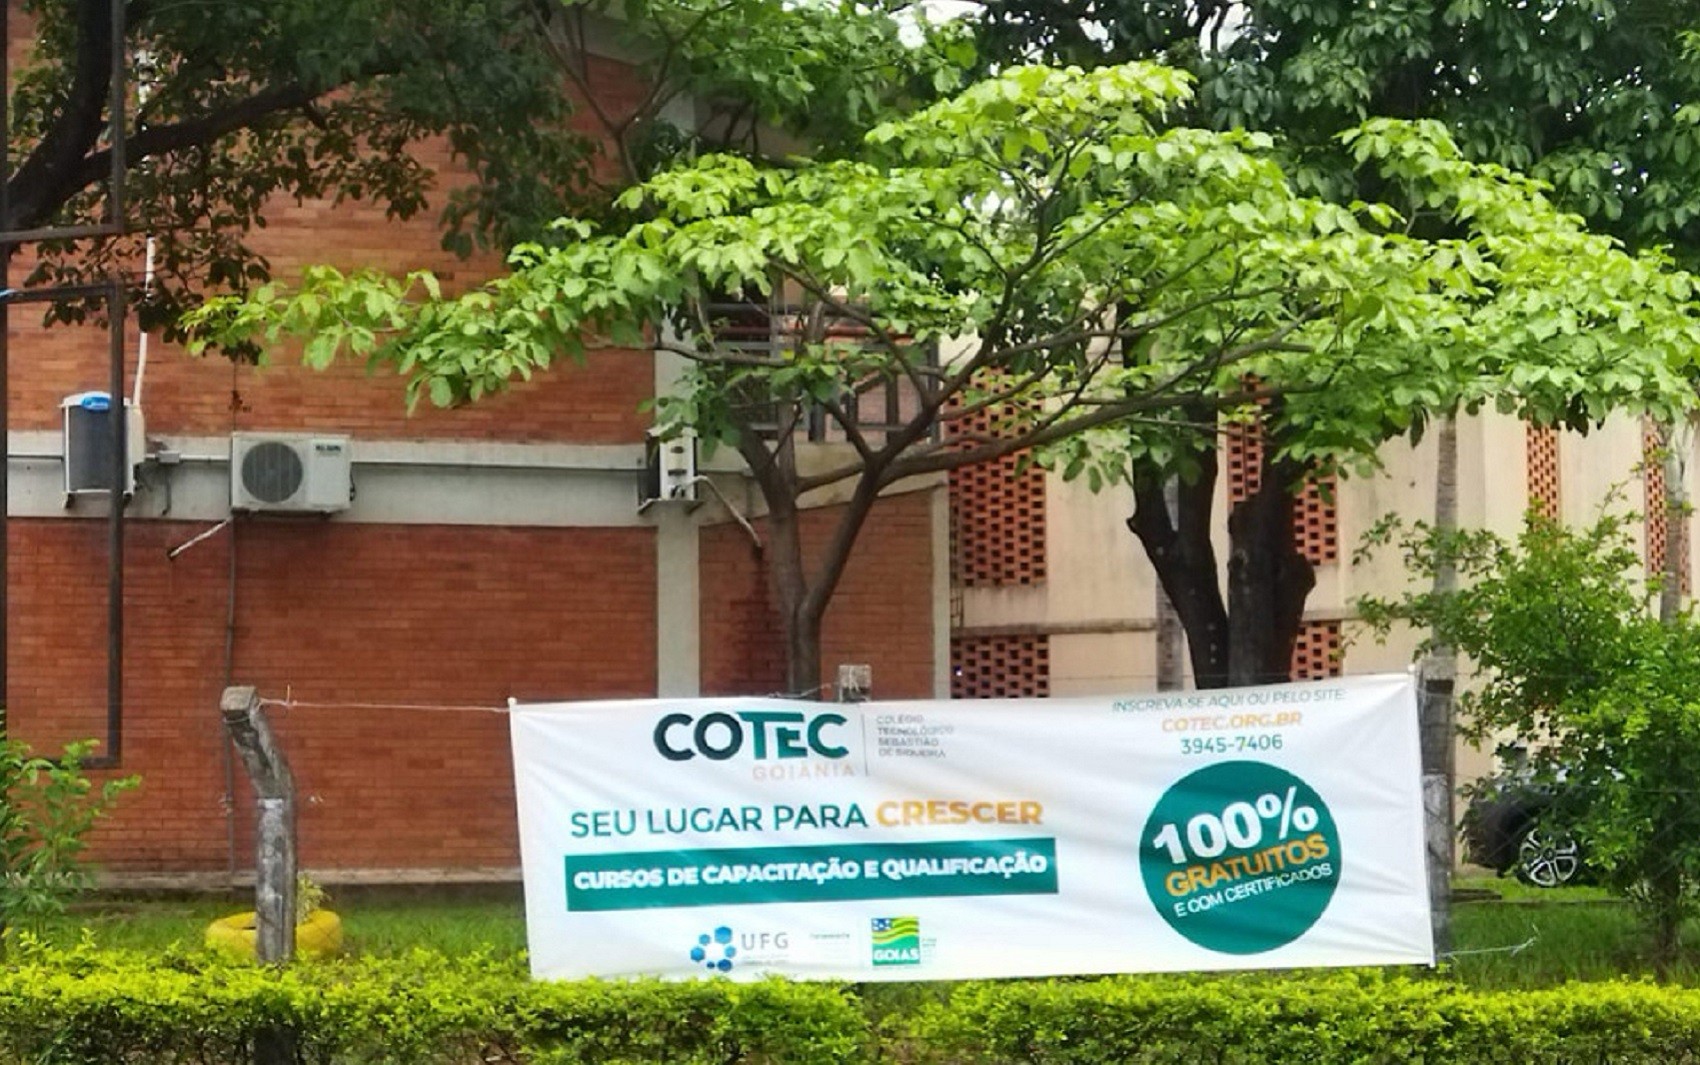 COTEC
GOIÂNIA
COLÉGIO
TECNOLÓGICO
SEBASTIÃO
DE SIQUEIRA
SEU LUGAR PARA CRESCER
CURSOS DE CAPACITAÇÃO E QUALIFICAÇÃO
UFG
GOIÁS
INSCREVA-SE AQUI OU PELO SITE:
COTEC.ORG.BR
3945-7406
100%
GRATUITOS
E COM CERTIFICADOS